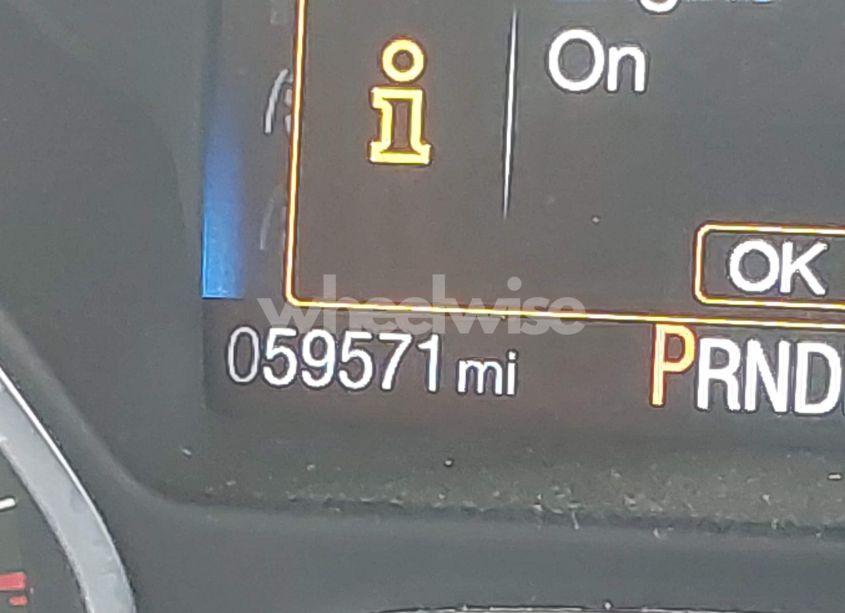 On
OK
wheelwise
059571 mi
PRND